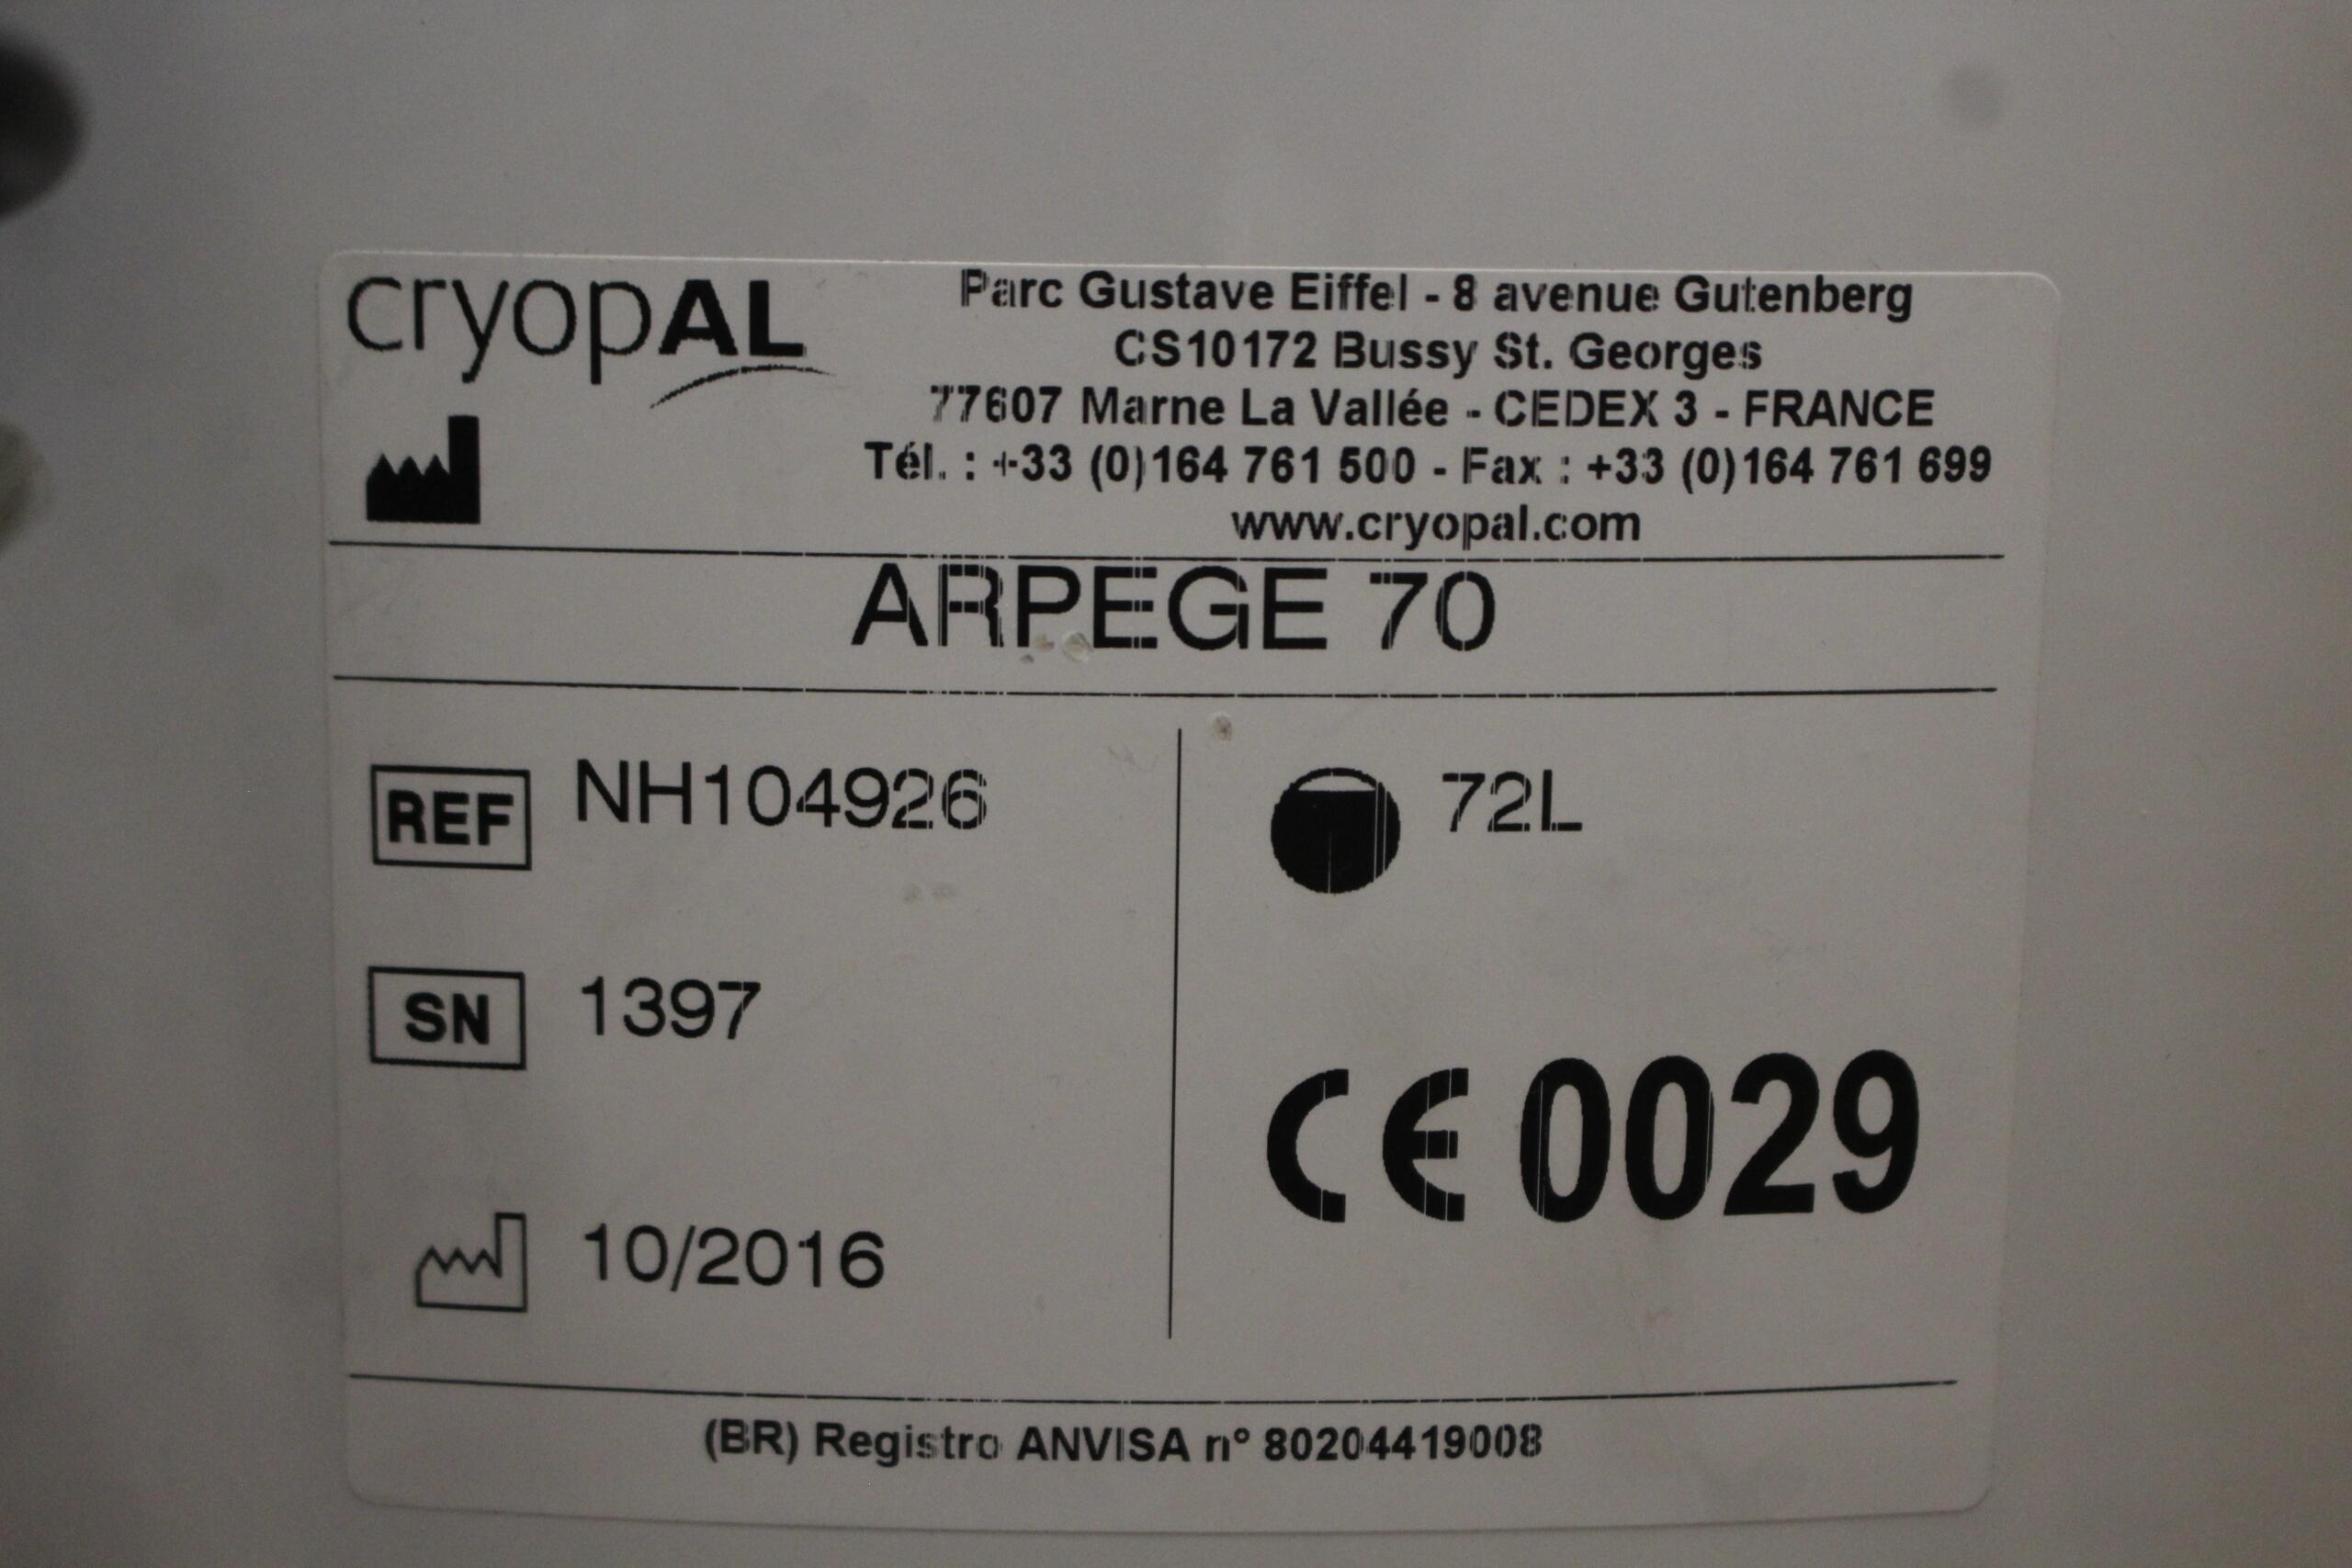 cryopAL
Parc Gustave Eiffel - 8 avenue Gutenberg
CS10172 Bussy St. Georges
77607 Marne La Vallée - CEDEX 3 - FRANCE
Tél. : +33 (0)164 761 500 - Fax : +33 (0)164 761 699
www.cryopal.com
ARPEGE 70
REF NH104926
72L
SN 1397
CE 0029
10/2016
(BR) Registro ANVISA n° 80204419008